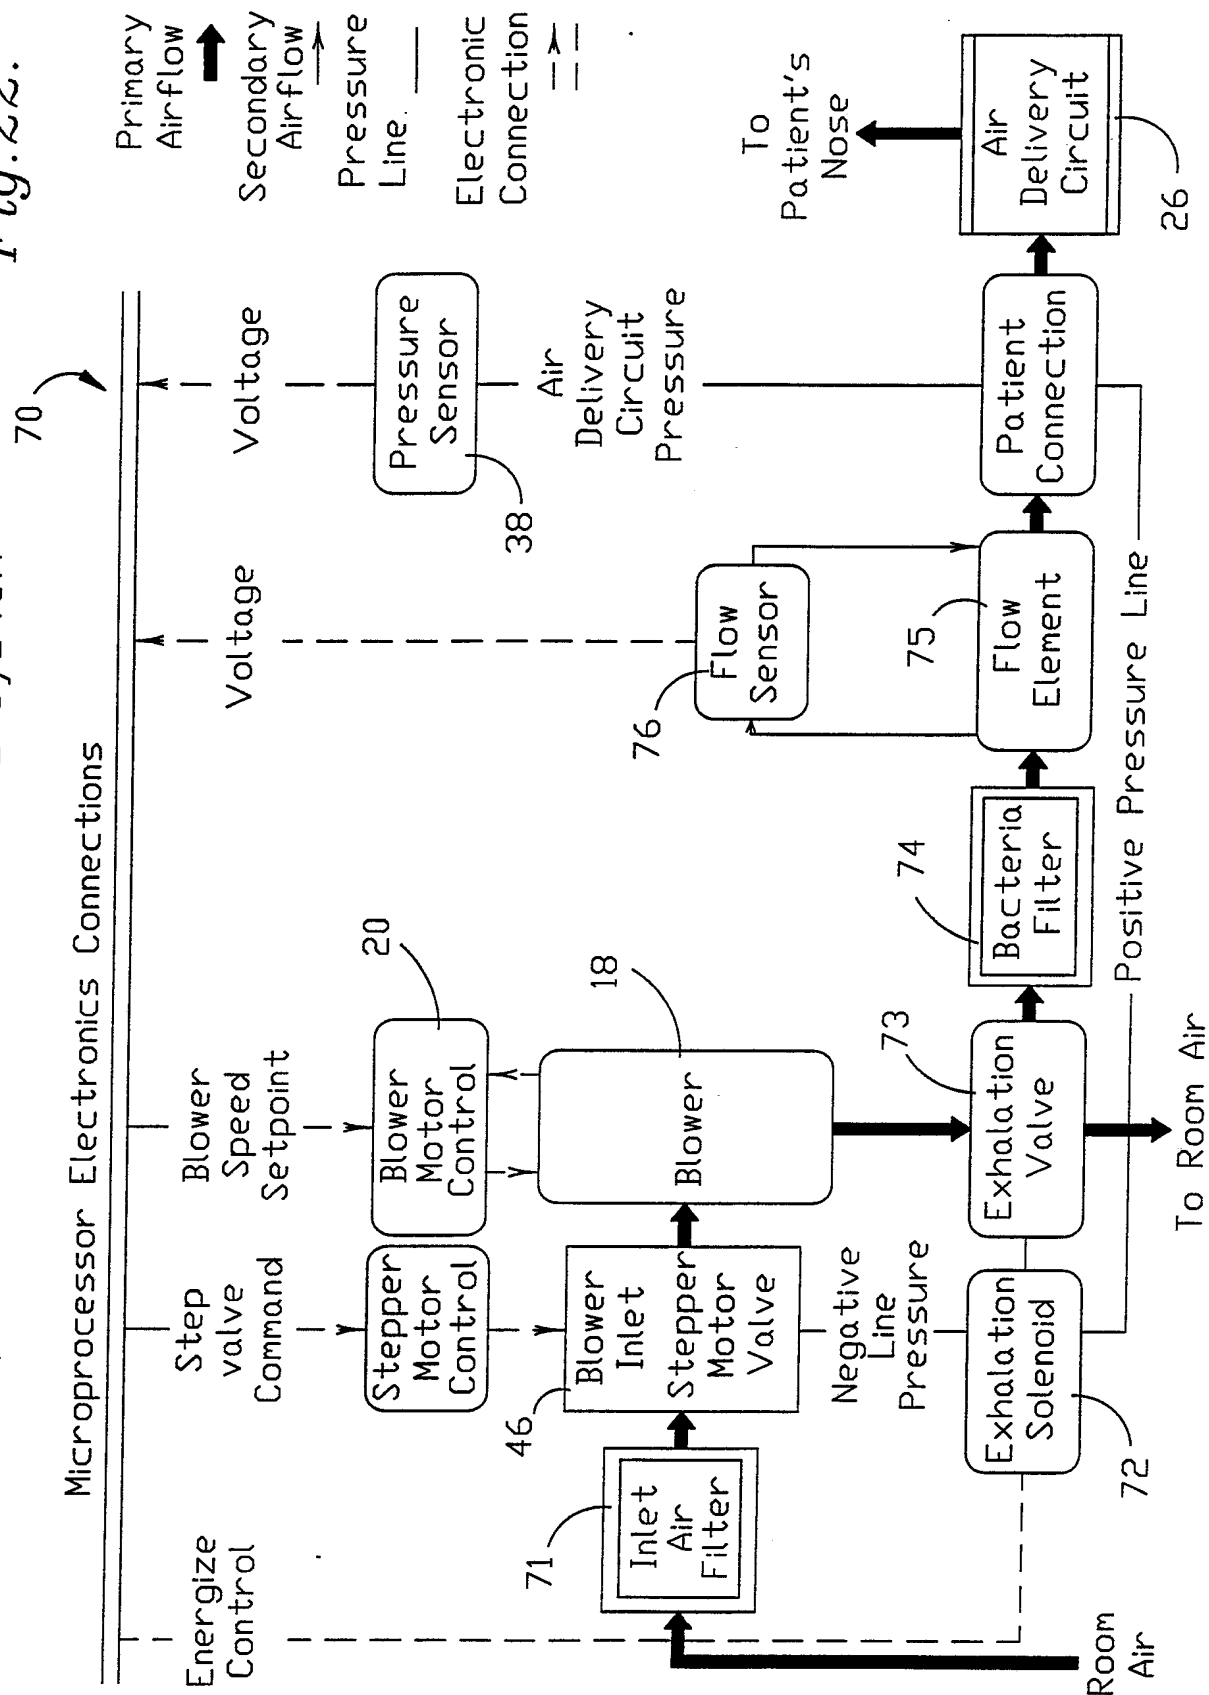 Fig.22.
Primary
Airflow
Secondary
Airflow
Pressure
Line
Electronic
Connection
70
Microprocessor Electronics Connections
Energize
Control
Step
valve
Command
Blower
Speed
Setpoint
Voltage
Voltage
Stepper
Motor
Control
Blower
Motor
Control
20
Pressure
Sensor
38
Air
Delivery
Circuit
Pressure
71
Inlet
Air
Filter
46
Blower
Inlet
Stepper
Motor
Valve
Blower
18
Flow
Sensor
76
Negative
Line
Pressure
To
Patient's
Nose
Exhalation
Solenoid
72
Exhalation
Valve
73
Bacteria
Filter
74
Flow
Element
75
Patient
Connection
Air
Delivery
Circuit
26
Positive Pressure Line
Room
Air
To Room Air